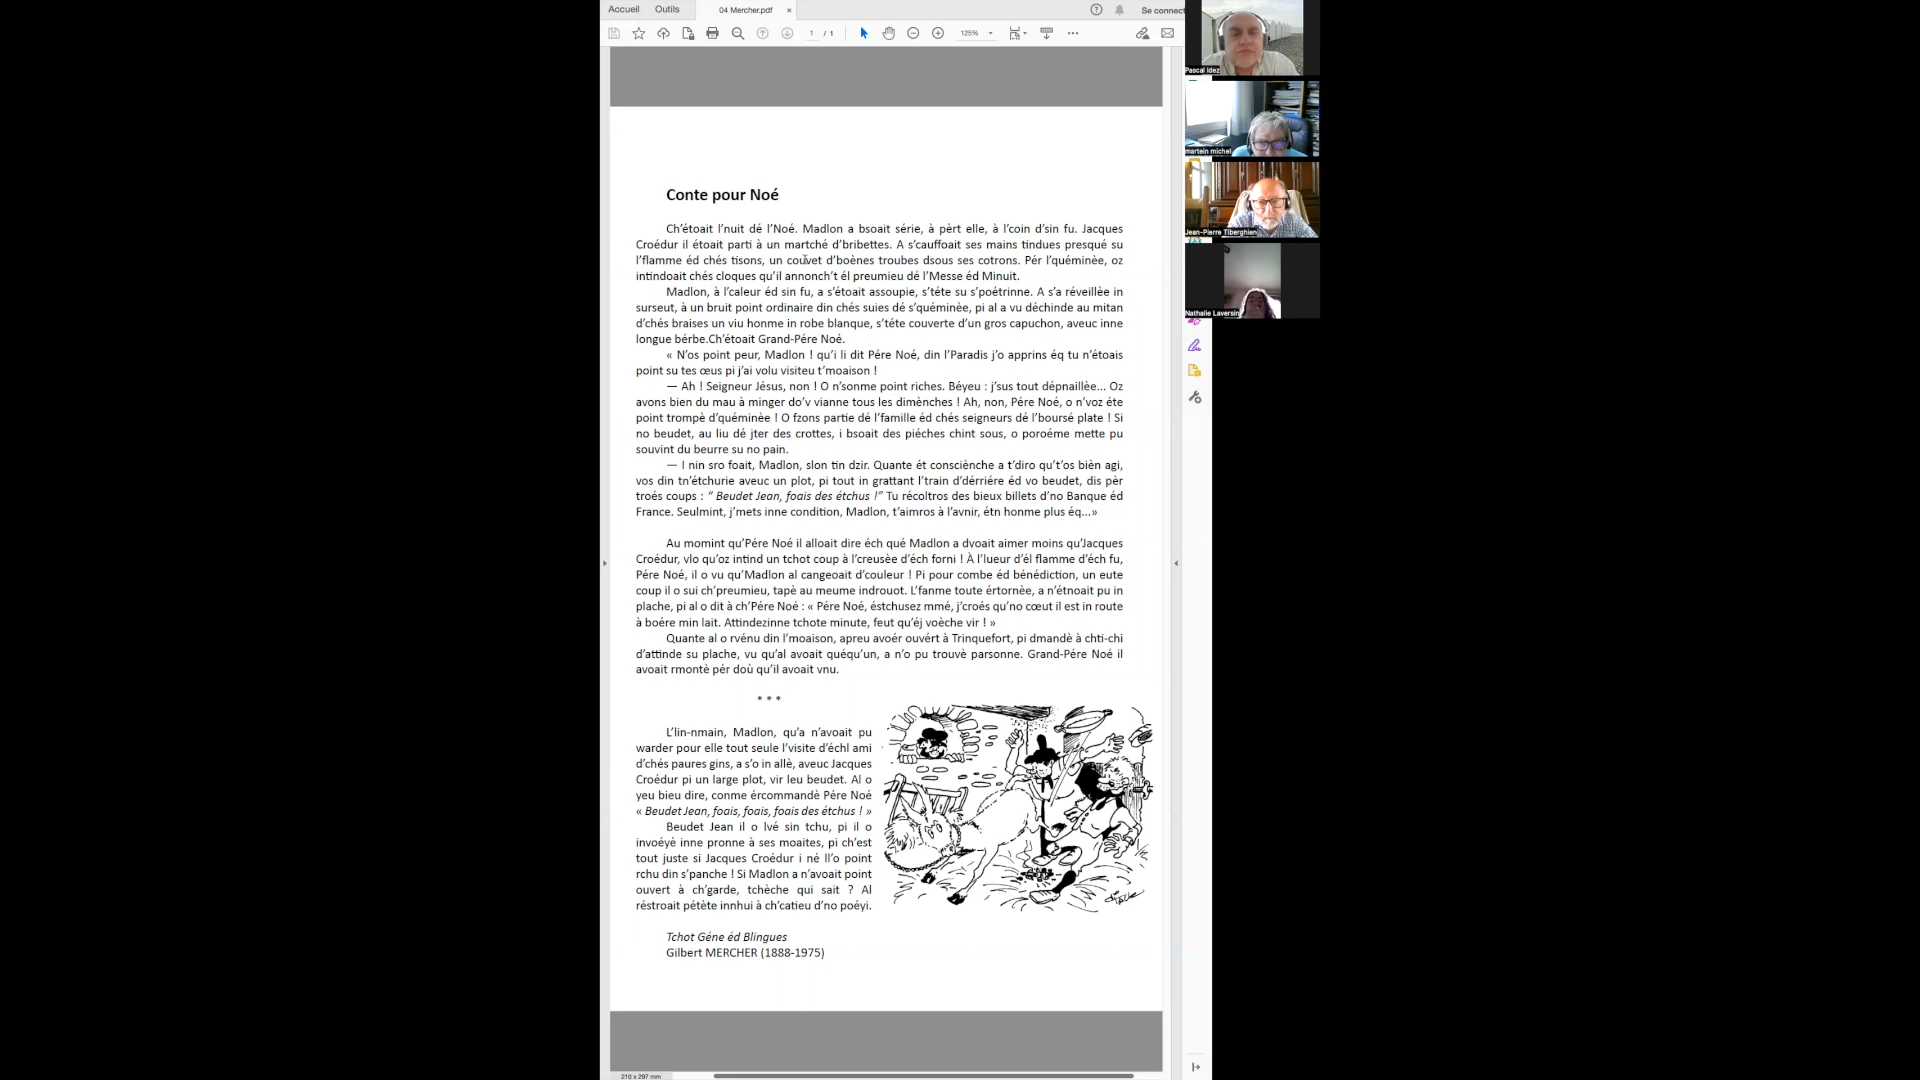 Accueil Outils 04 Mercher.pdf × Se connect
1 / 1 125%
Pascal Idez
martein michel
Jean-Pierre Tiberghien
Nathalie Laversin
Conte pour Noé
Ch'étoait l'nuit dé l'Noé. Madlon a bsoait série, à pèrt elle, à l'coin d'sin fu. Jacques
Croédur il étoait parti à un martché d'bribettes. A s'cauffoait ses mains tindues presqué su
l'flamme éd chés tisons, un couvet d'boènes troubes dsous ses cotrons. Pér l'quéminèe, oz
intindoait chés cloques qu'il annonch't él preumieu dé l'Messe éd Minuit.
Madlon, à l'caleur éd sin fu, a s'étoait assoupie, s'téte su s'poétrinne. A s'a réveillèe in
surseut, à un bruit point ordinaire din chés suies dé s'quéminèe, pi al a vu déchinde au mitan
d'chés braises un viu honme in robe blanque, s'téte couverte d'un gros capuchon, aveuc inne
longue bérbe.Ch'étoait Grand-Pére Noé.
« N'os point peur, Madlon ! qu'i li dit Pére Noé, din l'Paradis j'o apprins éq tu n'étois
point su tes œus pi j'ai volu visiteu t'moaison !
— Ah ! Seigneur Jésus, non ! O n'sonme point riches. Béyeu : j'sus tout dépnaillèe... Oz
avons bien du mau à minger do'v vianne tous les dimènches ! Ah, non, Pére Noé, o n'voz éte
point trompè d'quéminèe ! O fzons partie dé l'famille éd chés seigneurs dé l'boursé plate ! Si
no beudet, au liu dé jter des crottes, i bsoait des piéches chint sous, o poroéme mette pu
souvint du beurre su no pain.
— I nin sro foait, Madlon, slon tin dzir. Quante ét consciènche a t'diro qu't'os bièn agi,
vos din tn'étchurie aveuc un plot, pi tout in grattant l'train d'dérriére éd vo beudet, dis pèr
troés coups : " Beudet Jean, foais des étchus !" Tu récoltros des bieux billets d'no Banque éd
France. Seulmint, j'mets inne condition, Madlon, t'aimros à l'avnir, étn honme plus éq...»
Au momint qu'Pére Noé il alloait dire éch qué Madlon a dvoait aimer moins qu'Jacques
Croédur, vlo qu'oz intind un tchot coup à l'creusèe d'éch forni ! À l'lueur d'él flamme d'éch fu,
Pére Noé, il o vu qu'Madlon al cangeoait d'couleur ! Pi pour combe éd bénédiction, un eute
coup il o sui ch'preumieu, tapè au meume indrouot. L'fanme toute értornèe, a n'étnoait pu in
plache, pi al o dit à ch'Pére Noé : « Pére Noé, éstchusez mmé, j'croés qu'no cœut il est in route
à boére min lait. Attindezinne tchote minute, feut qu'éj voèche vir ! »
Quante al o rvénu din l'moaison, apreu avoér ouvért à Trinquefort, pi dmandè à chti-chi
d'attinde su plache, vu qu'al avoait quéqu'un, a n'o pu trouvè parsonne. Grand-Pére Noé il
avoait rmontè pér doù qu'il avoait vnu.
* * *
L'lin-nmain, Madlon, qu'a n'avoait pu
warder pour elle tout seule l'visite d'échl ami
d'chés paures gins, a s'o in allè, aveuc Jacques
Croédur pi un large plot, vir leu beudet. Al o
yeu bieu dire, conme ércommandè Pére Noé
« Beudet Jean, foais, foais, foais des étchus ! »
Beudet Jean il o lvé sin tchu, pi il o
invoéyè inne pronne à ses moaites, pi ch'est
tout juste si Jacques Croédur i né ll'o point
rchu din s'panche ! Si Madlon a n'avoait point
ouvert à ch'garde, tchèche qui sait ? Al
réstroait pétète innhui à ch'catieu d'no poéyi.
Tchot Géne éd Blingues
Gilbert MERCHER (1888-1975)
210 x 297 mm